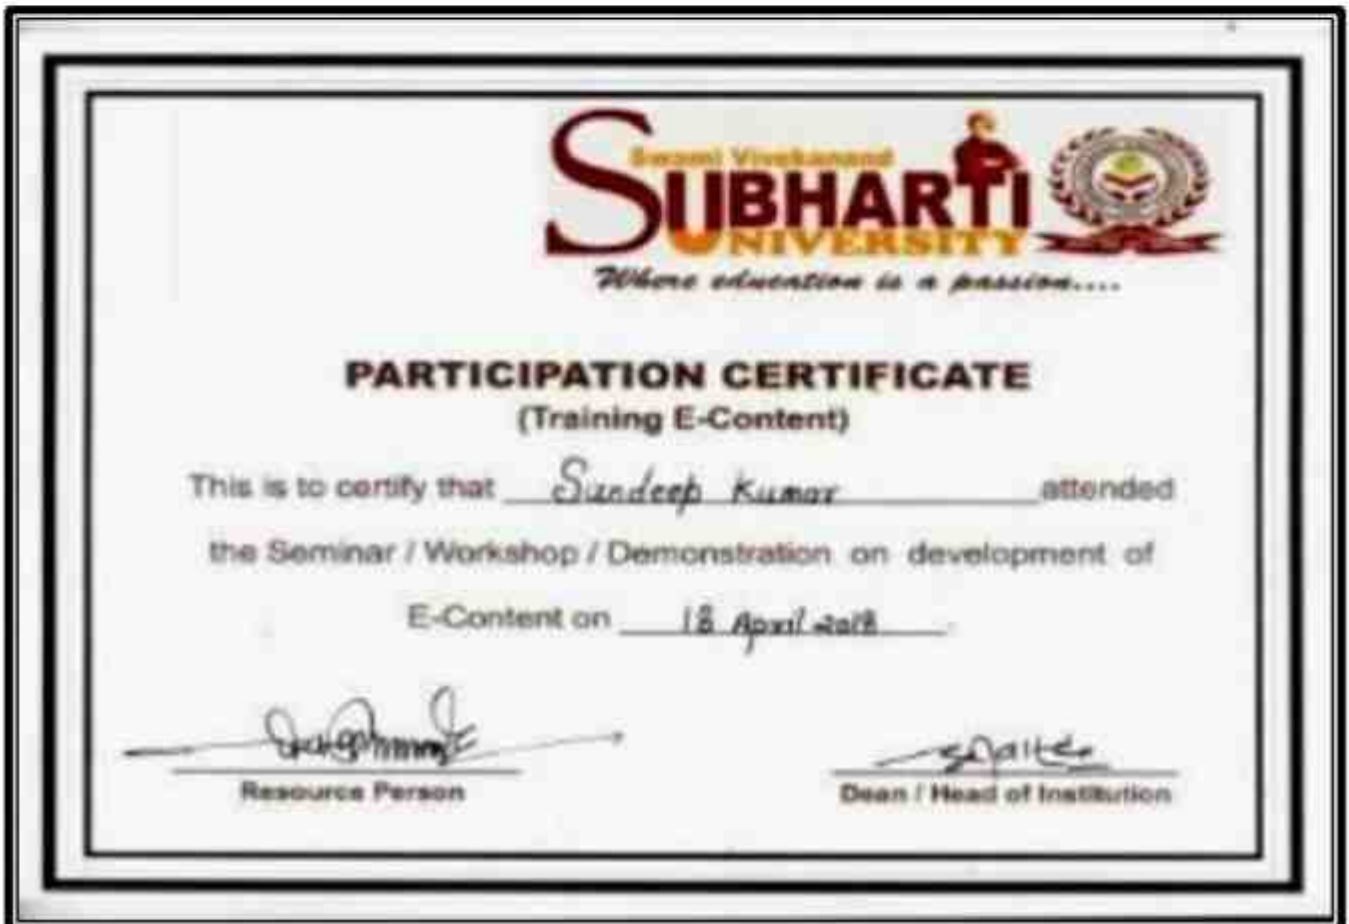 Swami Vivekanand
SUBHARTI
UNIVERSITY
Where education is a passion....
PARTICIPATION CERTIFICATE
(Training E-Content)
This is to certify that Sandeep Kumar attended
the Seminar / Workshop / Demonstration on development of
E-Content on 18 April 2018
Resource Person
Dean / Head of Institution